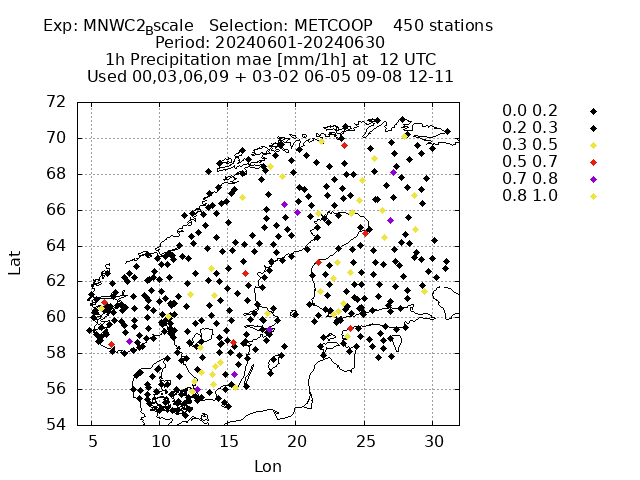 Exp: MNWC2Bscale   Selection: METCOOP    450 stations
Period: 20240601-20240630
1h Precipitation mae [mm/1h] at  12 UTC
Used 00,03,06,09 + 03-02 06-05 09-08 12-11
72
70
68
66
64
62
60
58
56
54
Lat
5 10 15 20 25 30
Lon
0.0 0.2
0.2 0.3
0.3 0.5
0.5 0.7
0.7 0.8
0.8 1.0